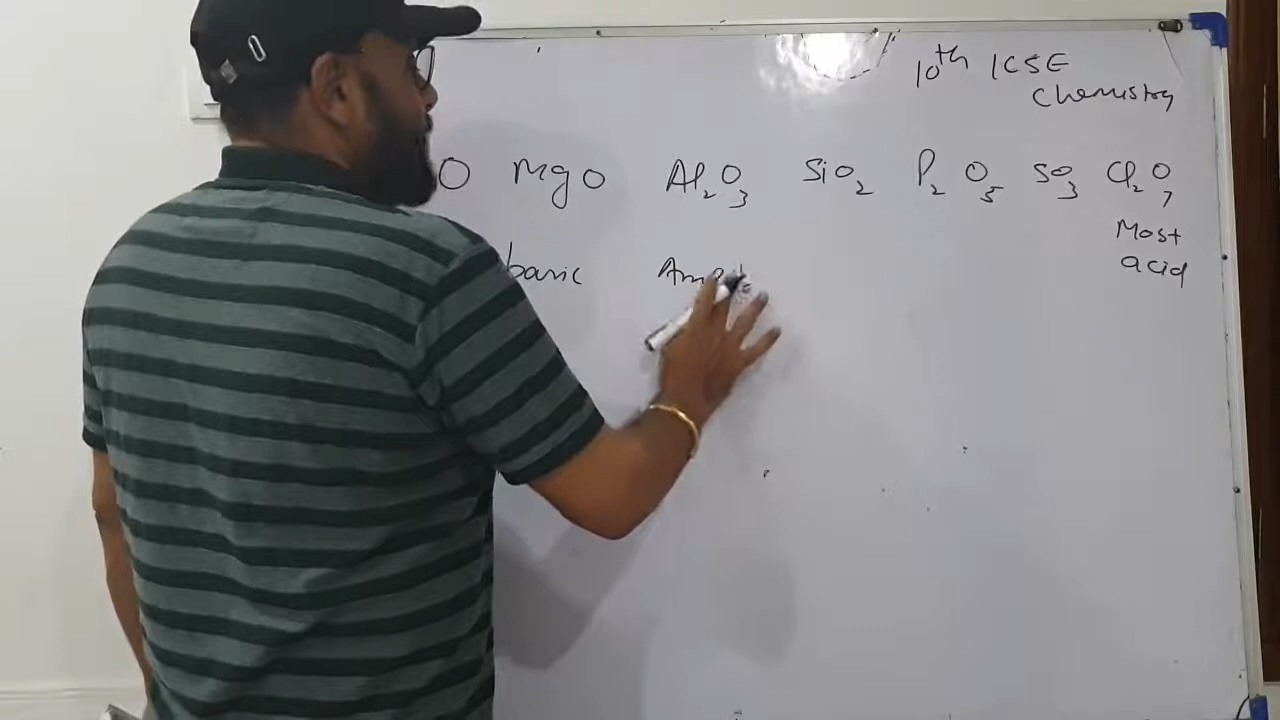 10th ICSE
Chemistry
O MgO Al2O3 SiO2 P2O5 SO3 Cl2O7
Most
acid
basic